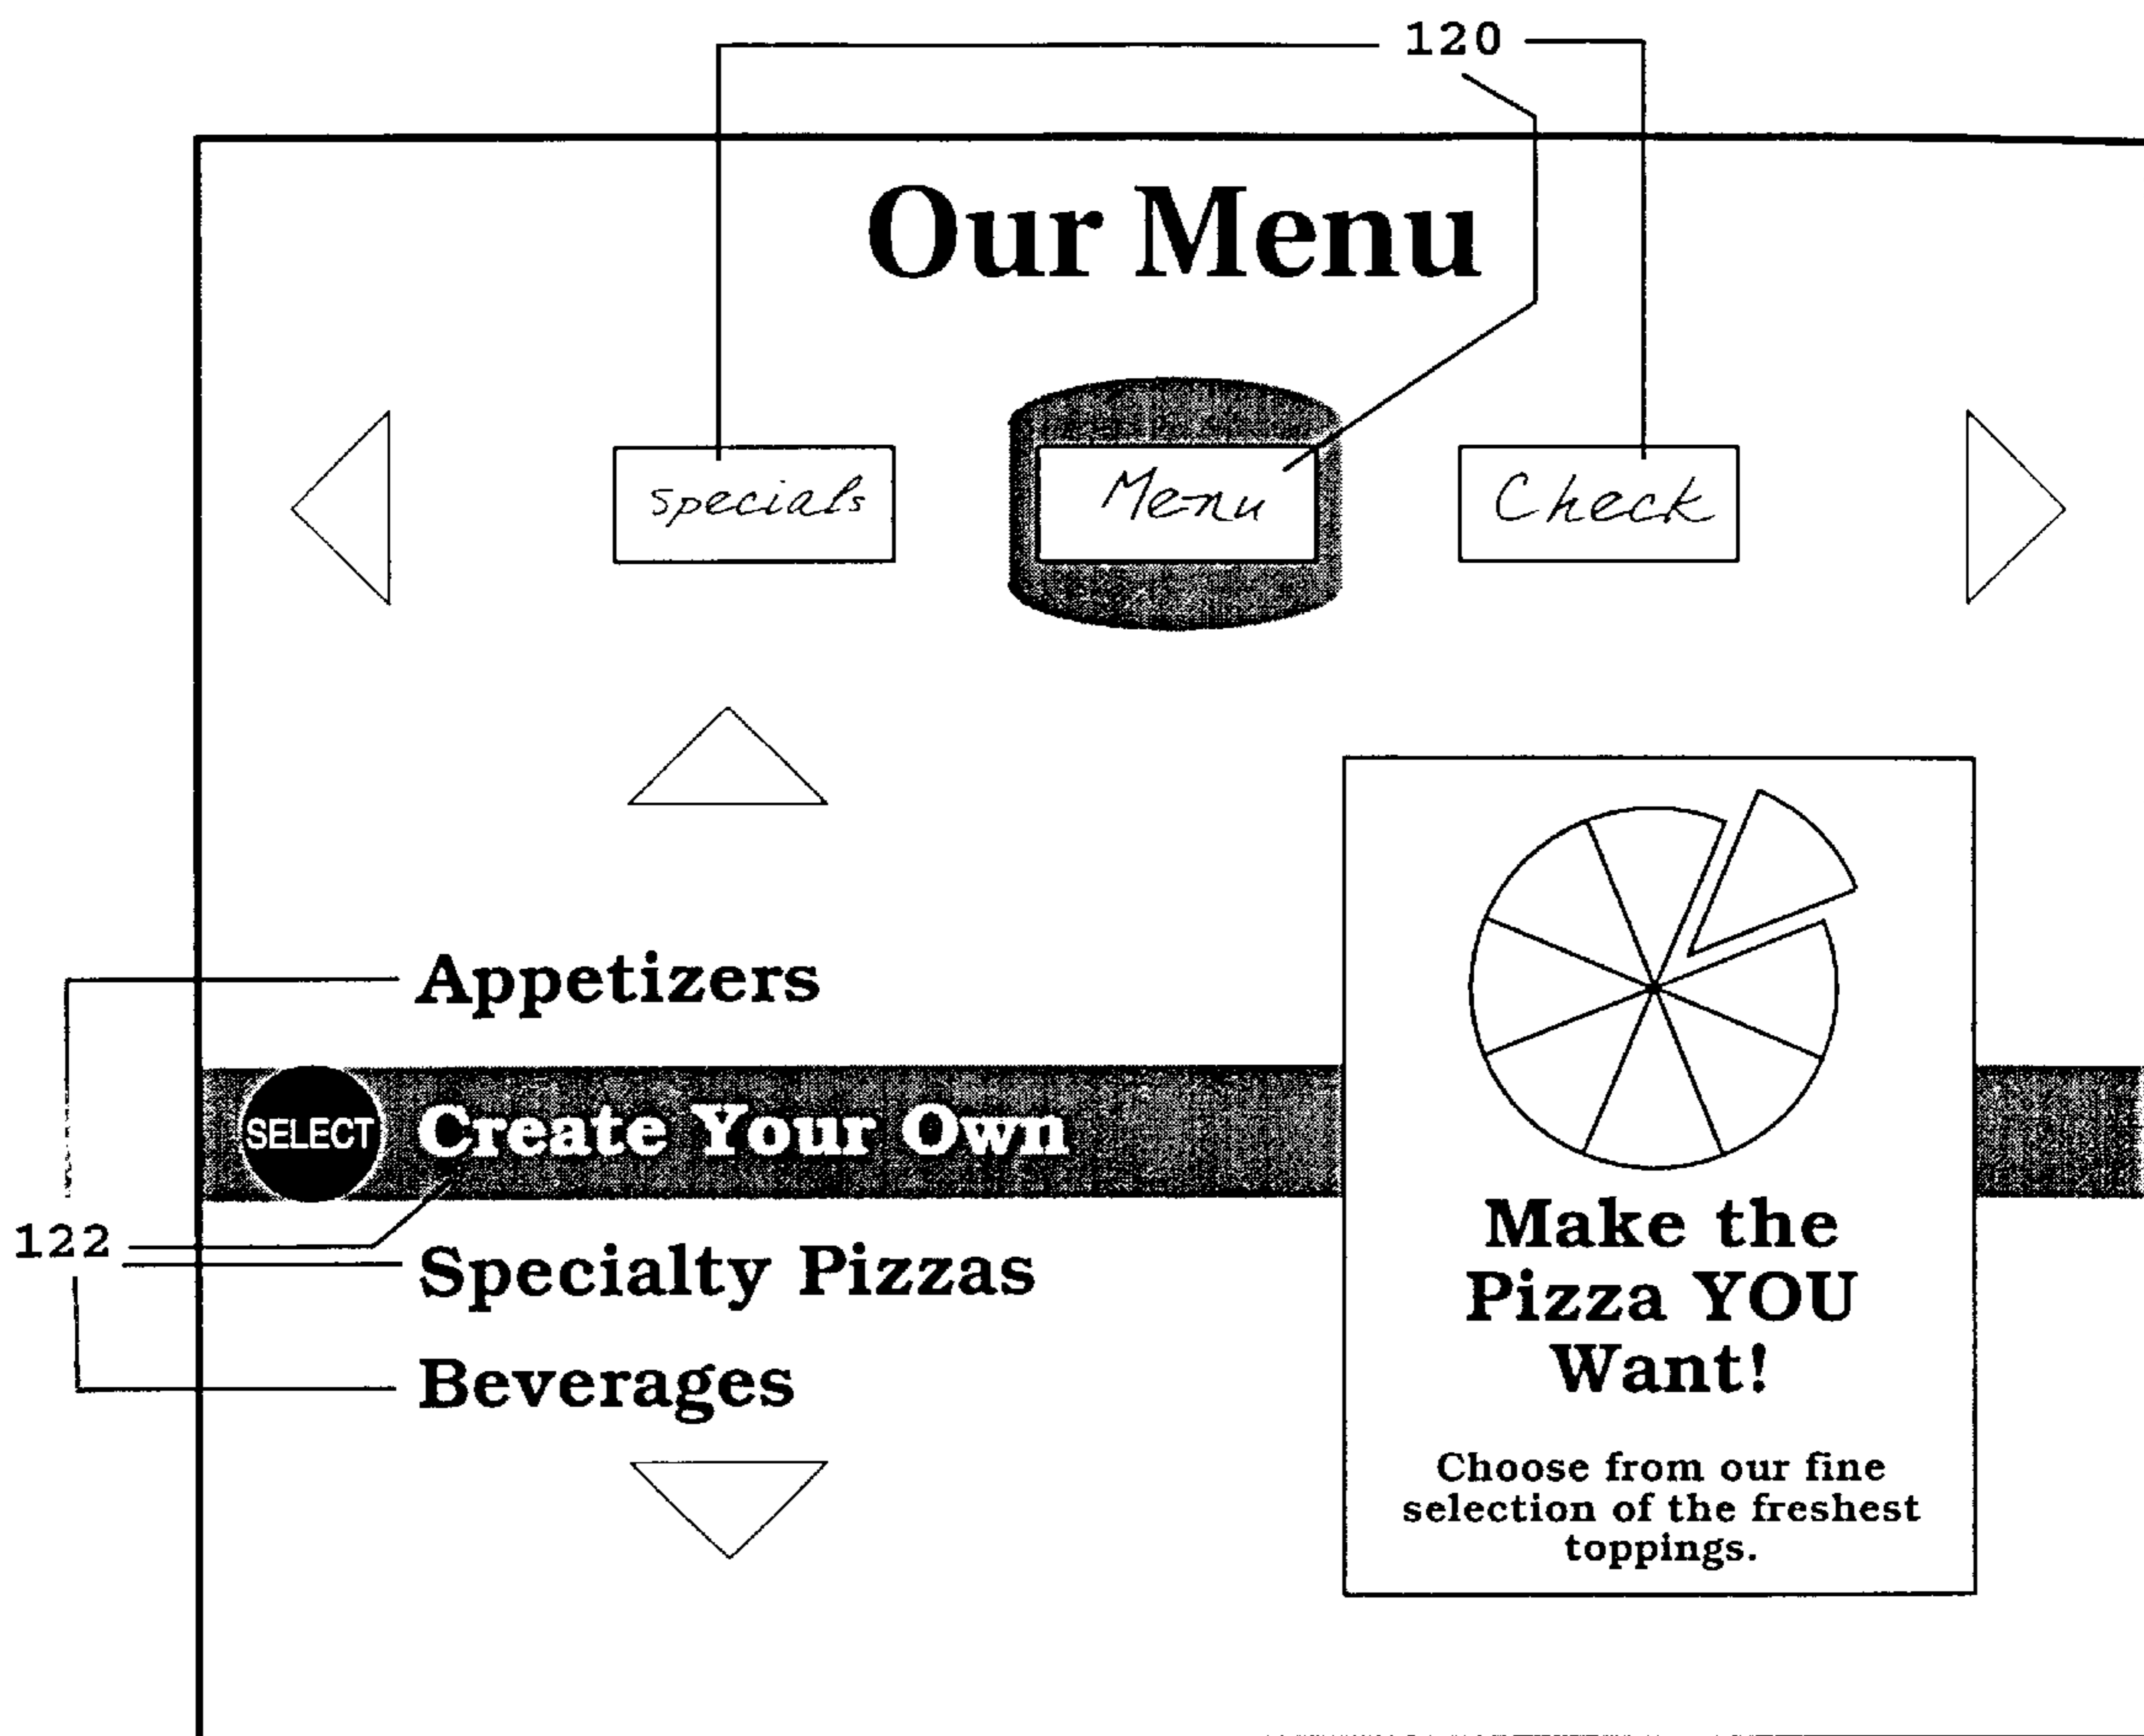 120
Our Menu
specials Menu Check
Appetizers
SELECT Create Your Own
122
Specialty Pizzas
Beverages
Make the
Pizza YOU
Want!
Choose from our fine
selection of the freshest
toppings.